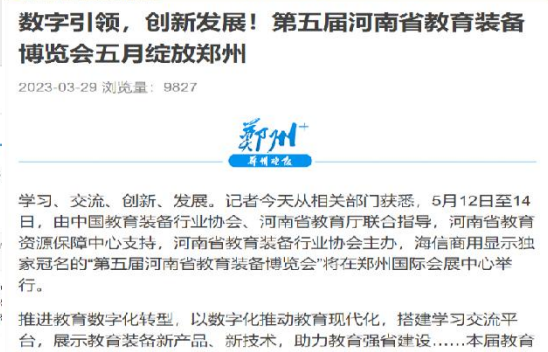 数字引领，创新发展！第五届河南省教育装备
博览会五月绽放郑州
2023-03-29 浏览量：9827
郑州+
郑州晚报
学习、交流、创新、发展。记者今天从相关部门获悉，5月12日至14
日，由中国教育装备行业协会、河南省教育厅联合指导，河南省教育
资源保障中心支持，河南省教育装备行业协会主办，海信商用显示独
家冠名的“第五届河南省教育装备博览会”将在郑州国际会展中心举
行。
推进教育数字化转型，以数字化推动教育现代化，搭建学习交流平
台，展示教育装备新产品、新技术，助力教育强省建设……本届教育